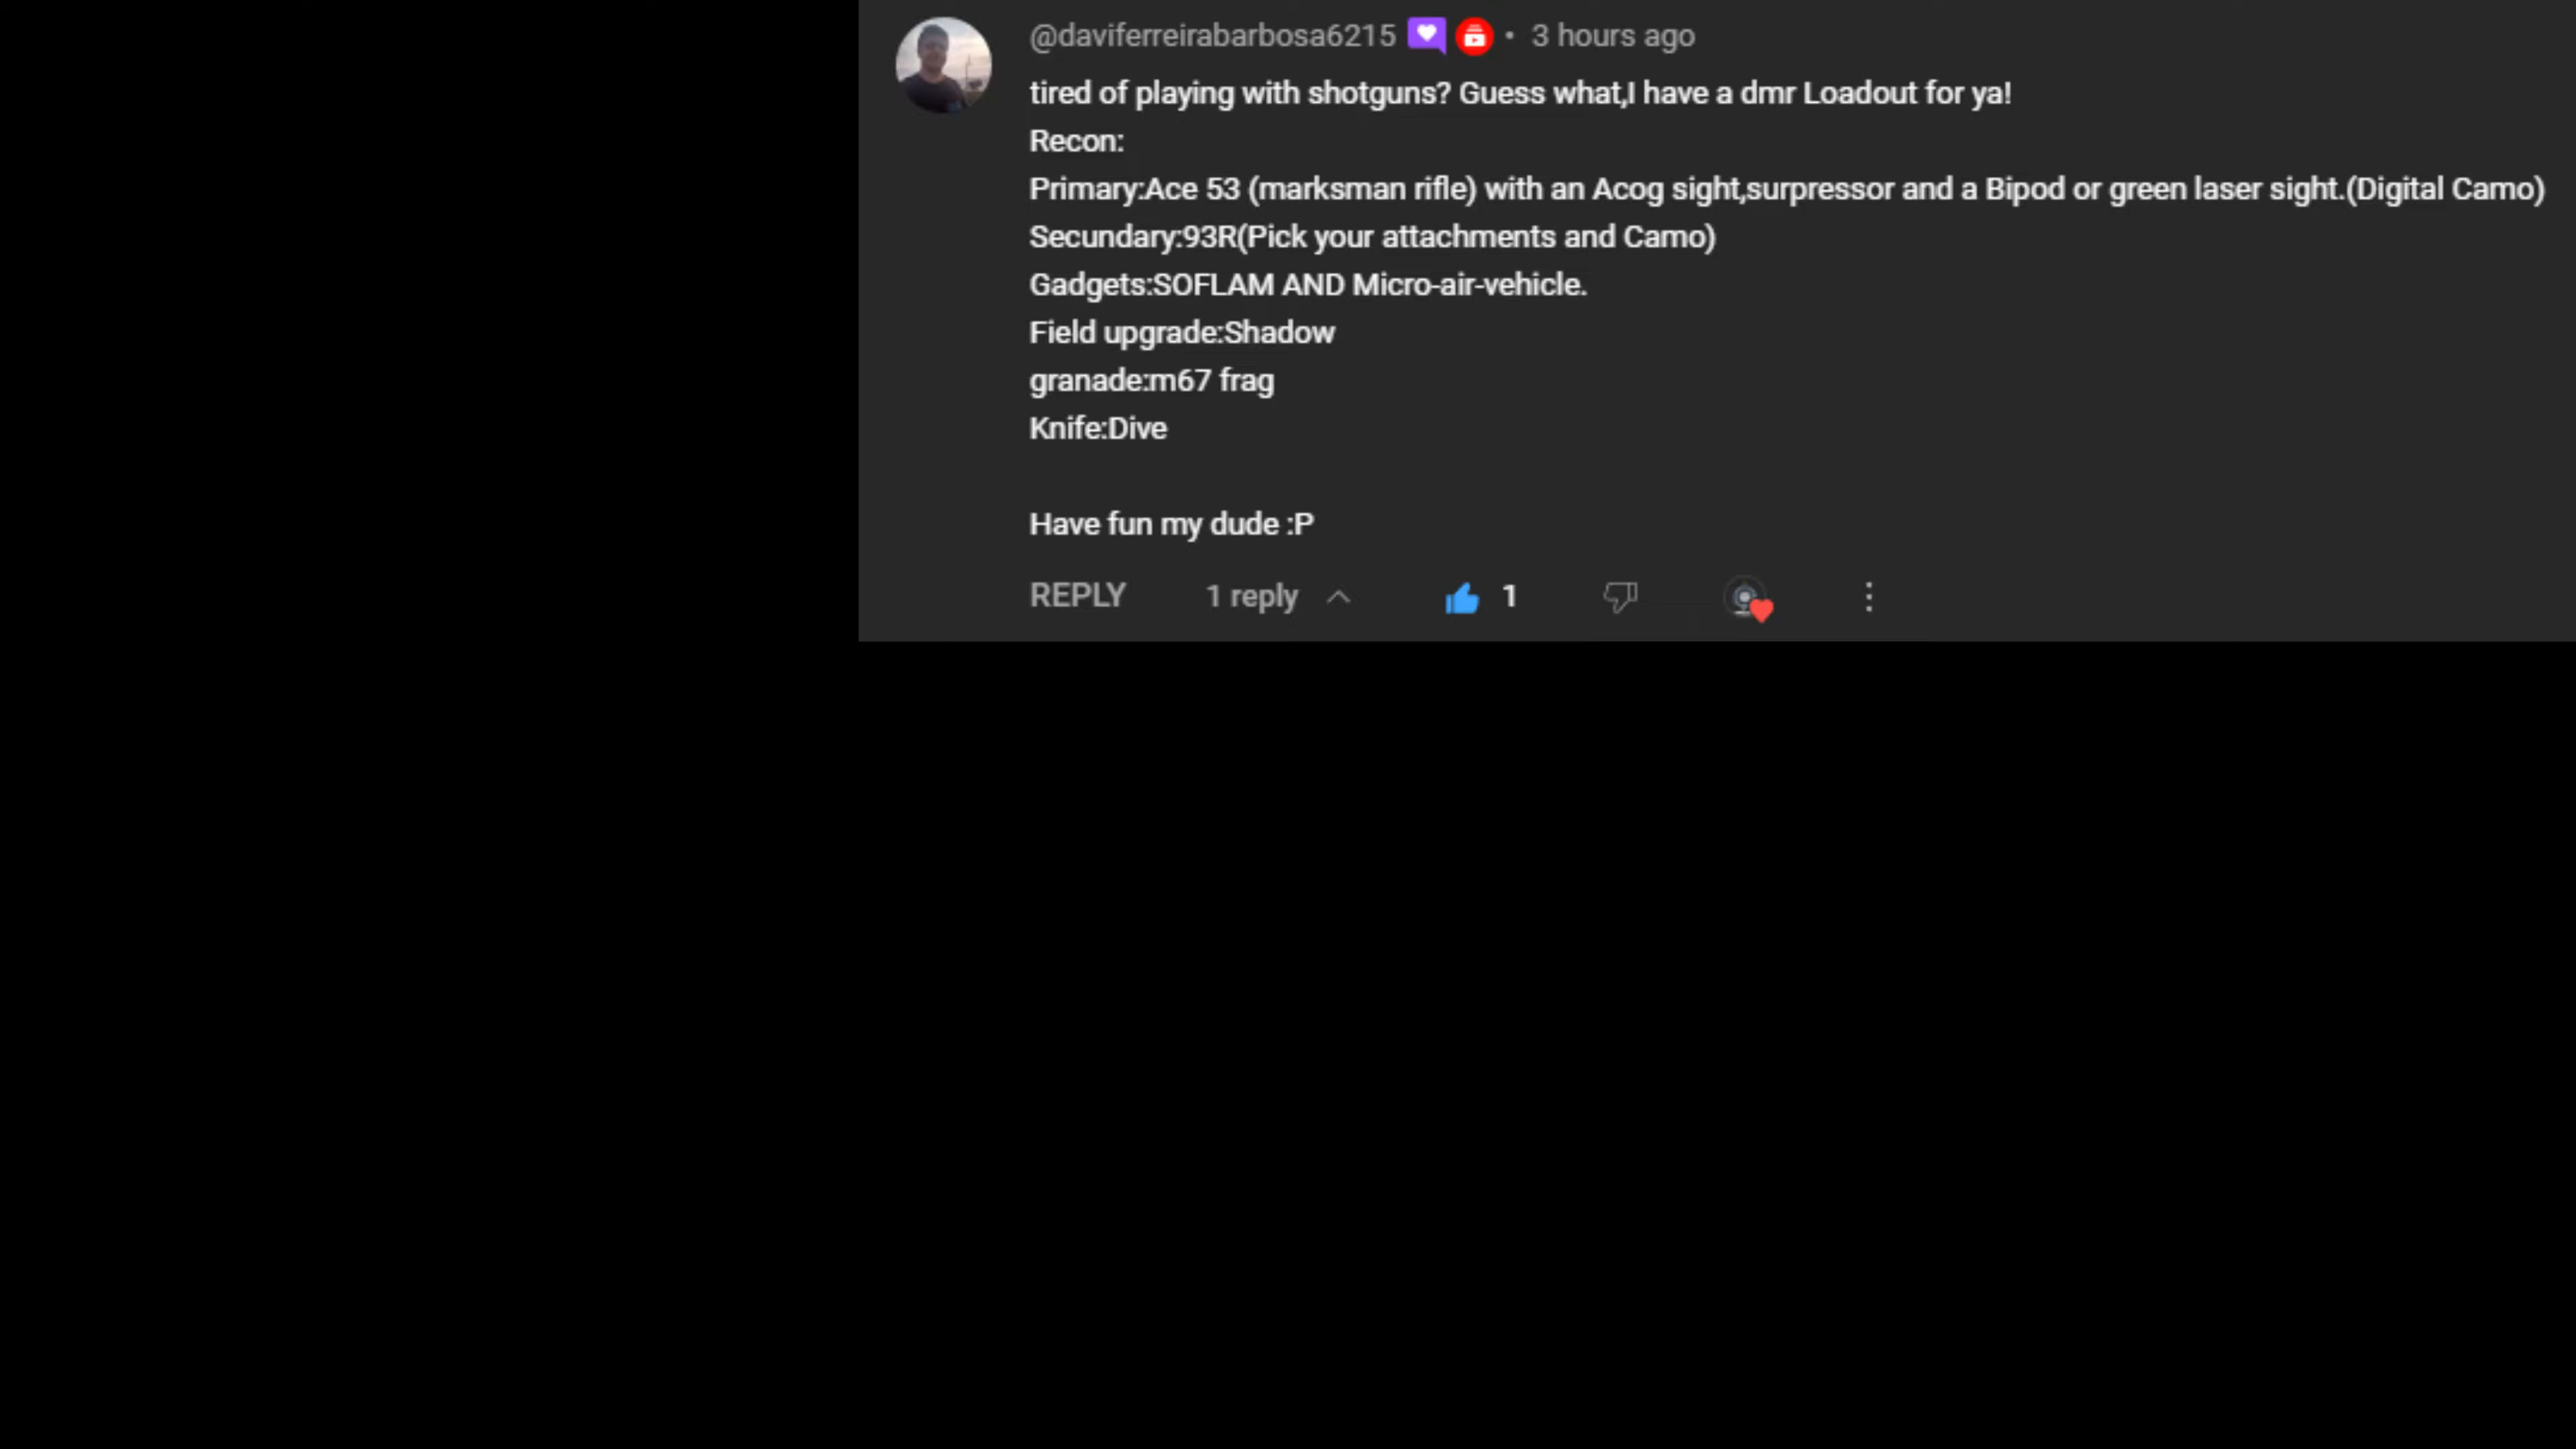 @daviferreirabarbosa6215 • 3 hours ago
tired of playing with shotguns? Guess what,I have a dmr Loadout for ya!
Recon:
Primary:Ace 53 (marksman rifle) with an Acog sight,surpressor and a Bipod or green laser sight.(Digital Camo)
Secundary:93R(Pick your attachments and Camo)
Gadgets:SOFLAM AND Micro-air-vehicle.
Field upgrade:Shadow
granade:m67 frag
Knife:Dive
Have fun my dude :P
REPLY 1 reply 1